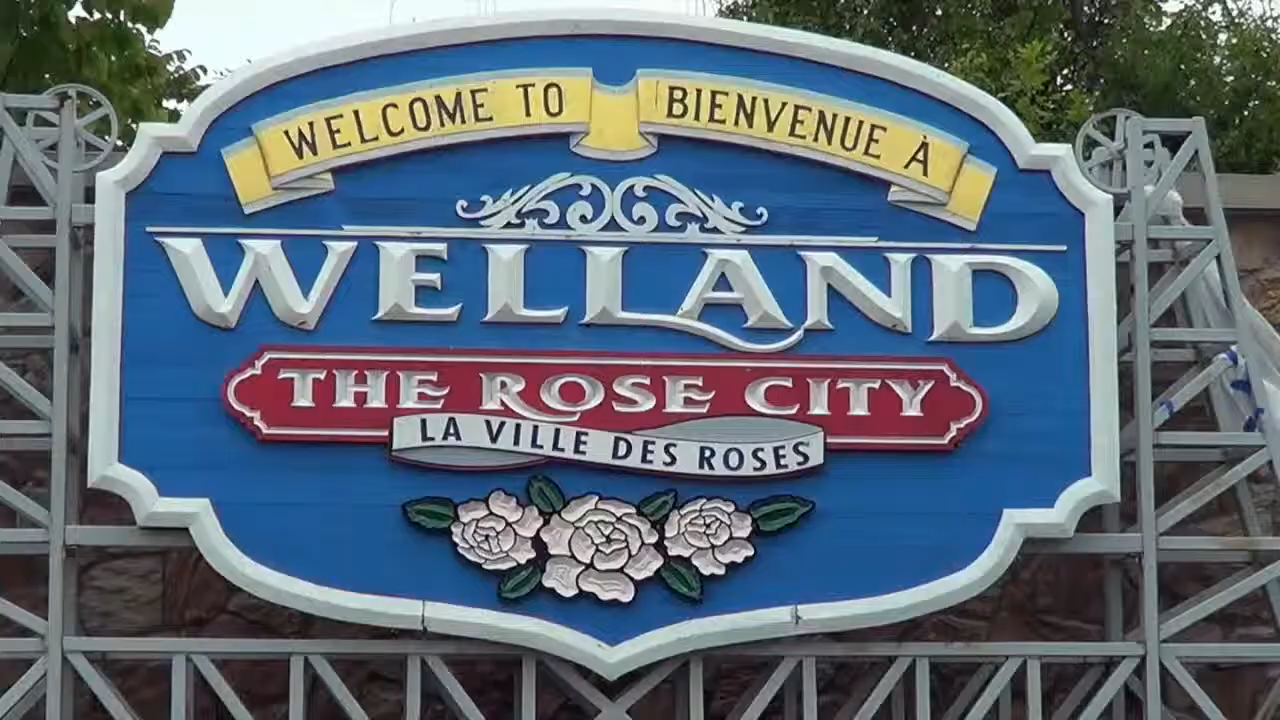 WELCOME TO BIENVENUE À
WELLAND
THE ROSE CITY
LA VILLE DES ROSES